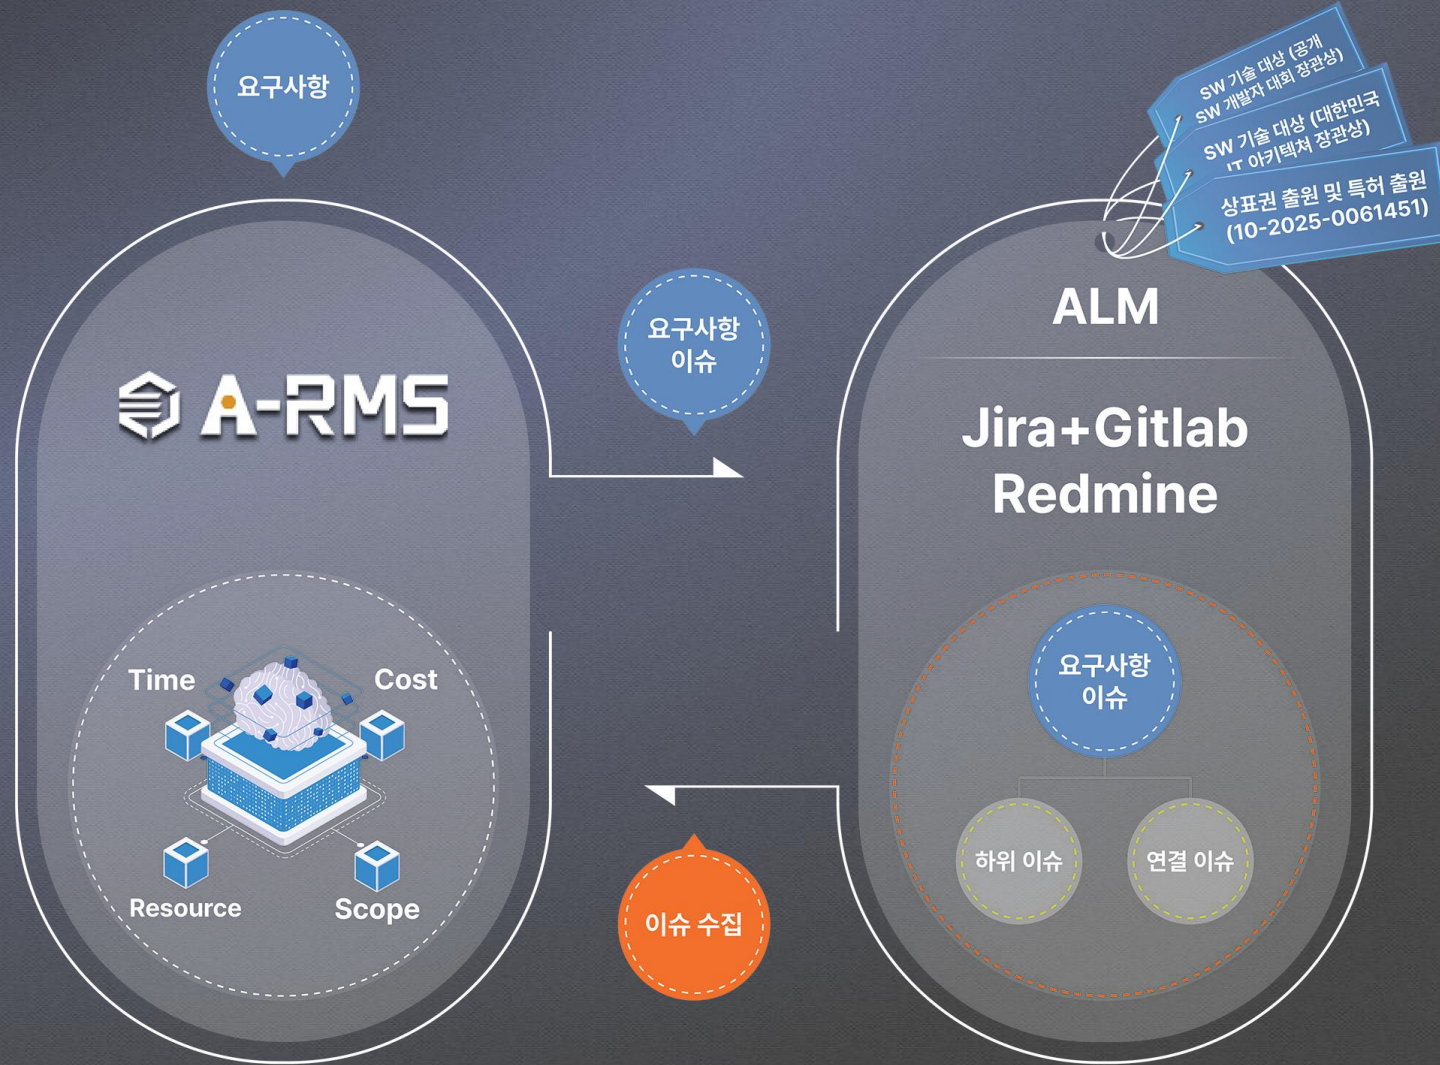 요구사항
SW 기술 대상 (공개
SW 개발자 대회 장관상)
SW 기술 대상 (대한민국
IT 아키텍쳐 장관상)
상표권 출원 및 특허 출원
(10-2025-0061451)
A-RMS
요구사항
이슈
ALM
Jira+Gitlab
Redmine
Time
Cost
Resource
Scope
요구사항
이슈
하위 이슈
연결 이슈
이슈 수집